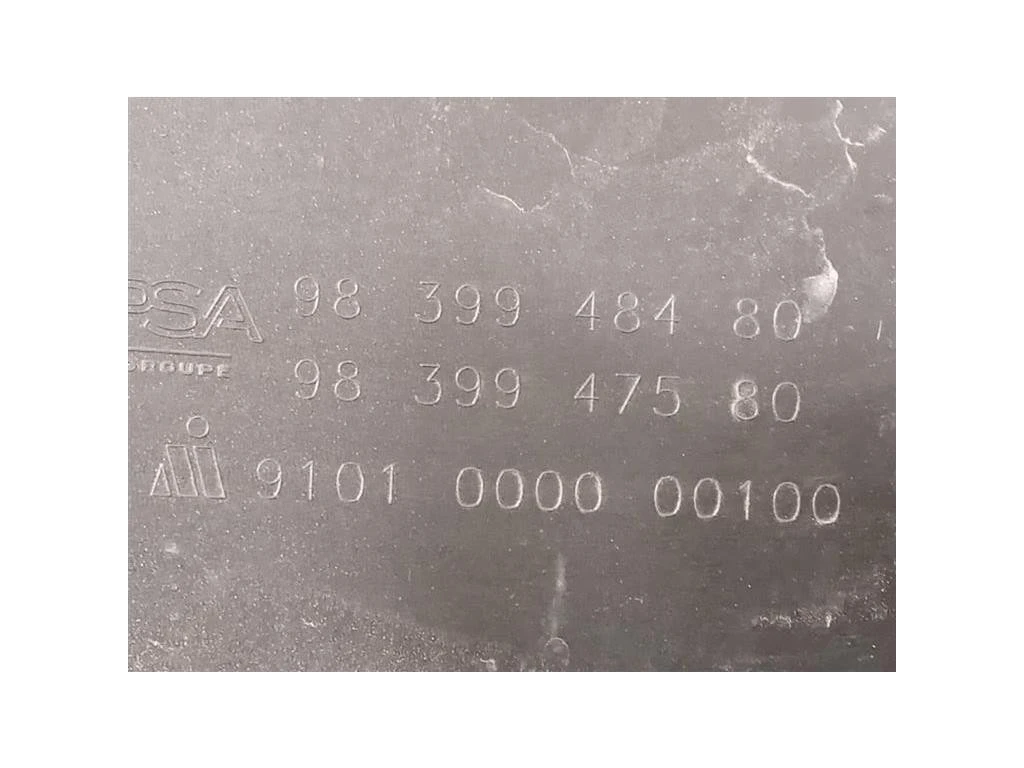 PSA 98 399 484 80
GROUPE
98 399 475 80
9101 0000 00100